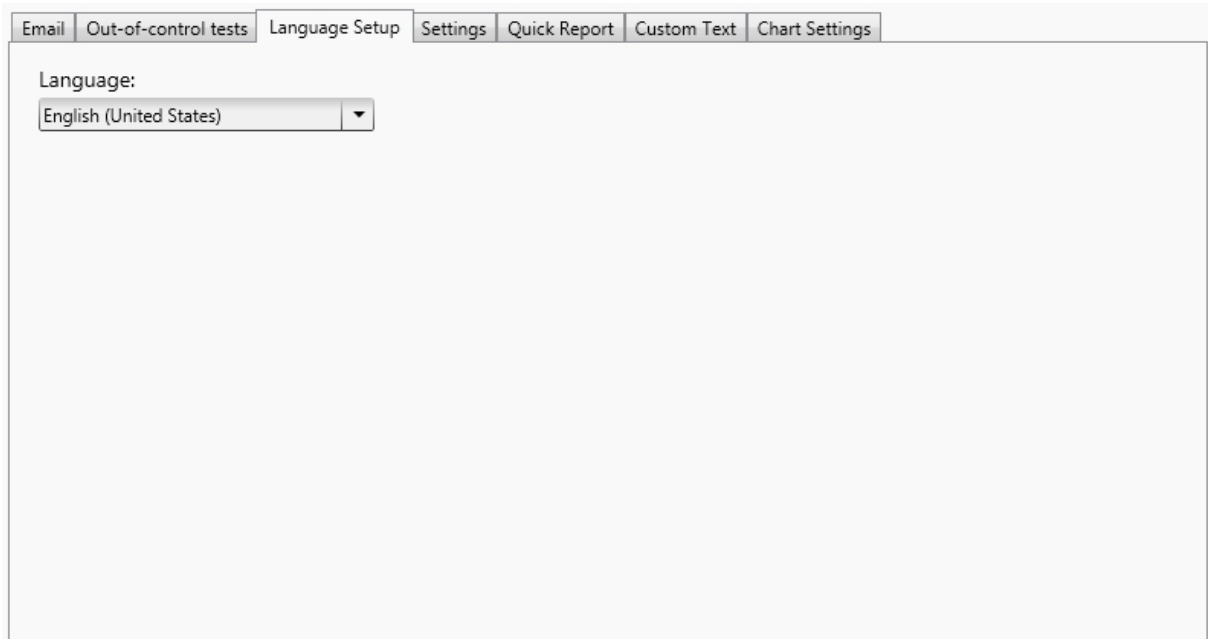 Email Out-of-control tests Language Setup Settings Quick Report Custom Text Chart Settings
Language:
English (United States)